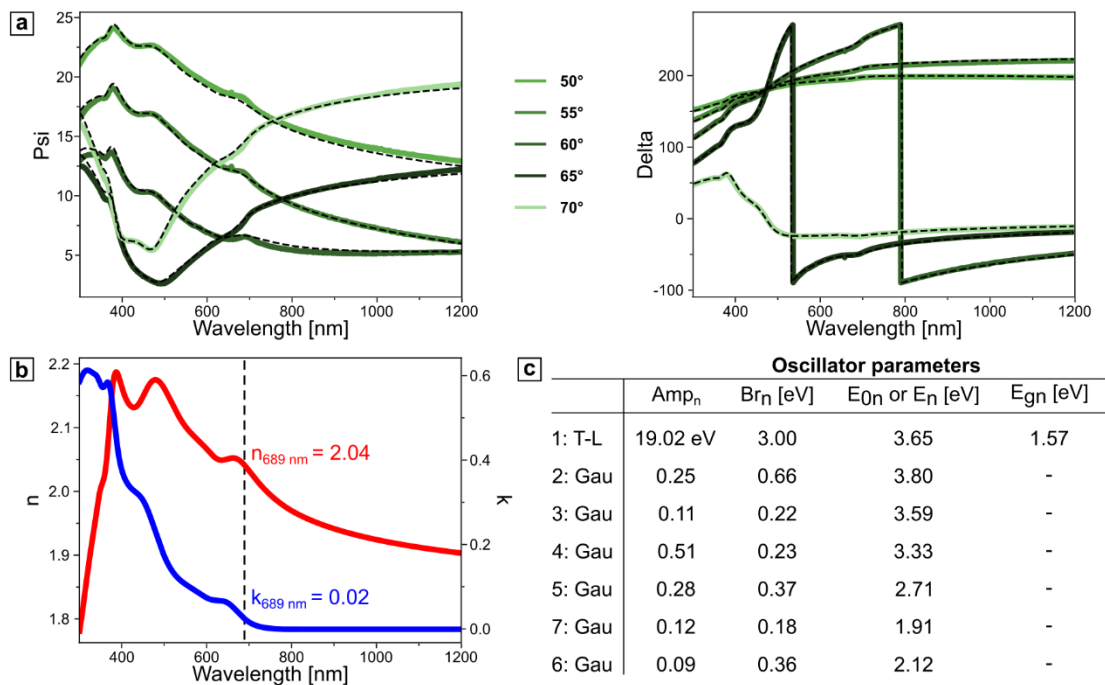 a
25
20
15
10
5
Psi
400 600 800 1000 1200
Wavelength [nm]
50°
55°
60°
65°
70°
200
100
0
-100
Delta
400 600 800 1000 1200
Wavelength [nm]
b
2.2
2.1
2.0
1.9
1.8
n
n689 nm = 2.04
k689 nm = 0.02
0.6
0.4
0.2
0.0
k
400 600 800 1000 1200
Wavelength [nm]
c
Oscillator parameters
Ampn Brn [eV] E0n or En [eV] Egn [eV]
1: T-L 19.02 eV 3.00 3.65 1.57
2: Gau 0.25 0.66 3.80 -
3: Gau 0.11 0.22 3.59 -
4: Gau 0.51 0.23 3.33 -
5: Gau 0.28 0.37 2.71 -
7: Gau 0.12 0.18 1.91 -
6: Gau 0.09 0.36 2.12 -